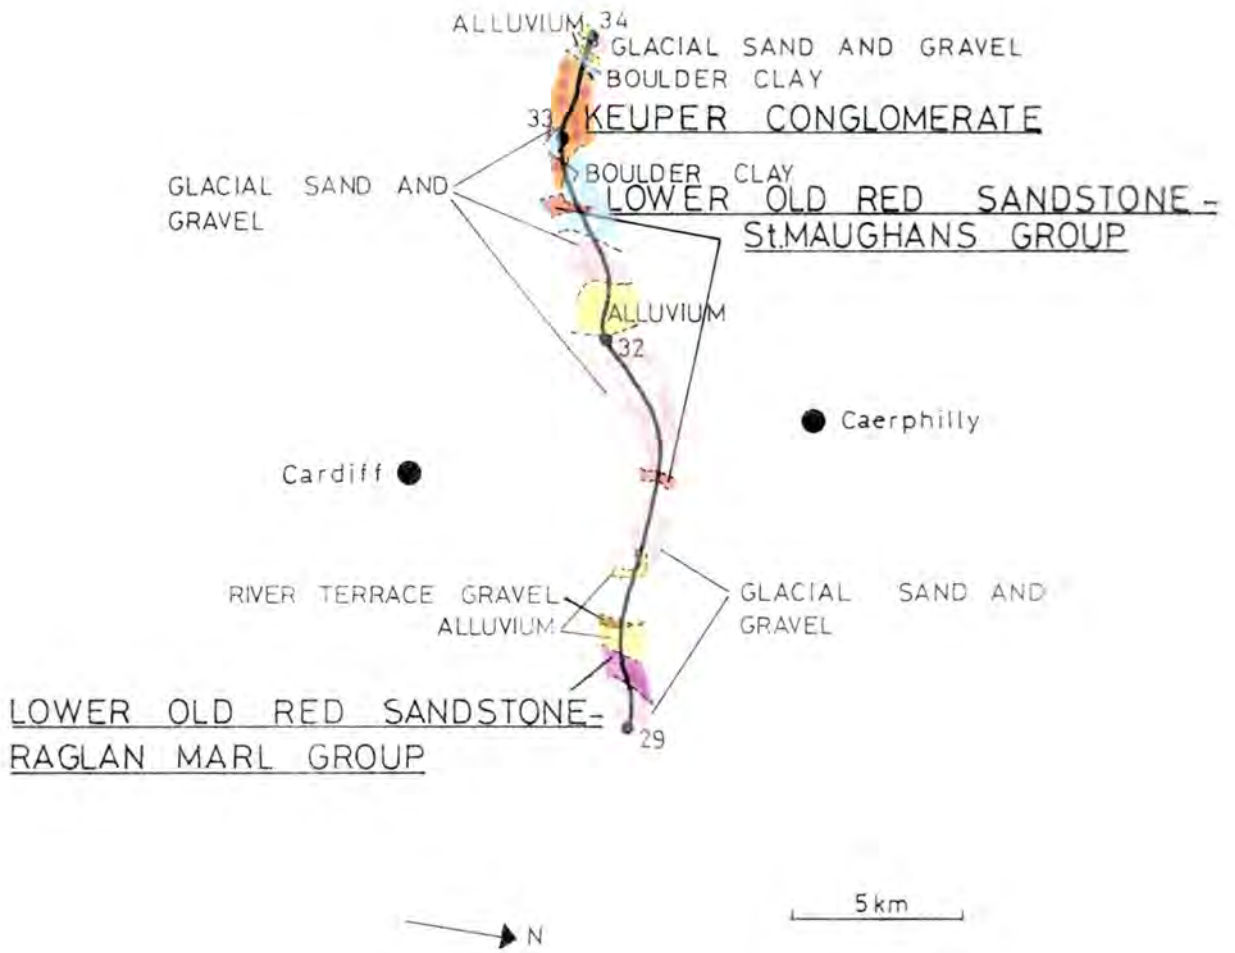 ALLUVIUM 34
GLACIAL SAND AND GRAVEL
BOULDER CLAY
33 KEUPER CONGLOMERATE
BOULDER CLAY
GLACIAL SAND AND
GRAVEL
LOWER OLD RED SANDSTONE-
St.MAUGHANS GROUP
ALLUVIUM
32
Caerphilly
Cardiff
RIVER TERRACE GRAVEL
ALLUVIUM
GLACIAL SAND AND
GRAVEL
LOWER OLD RED SANDSTONE-
RAGLAN MARL GROUP
29
5km
N